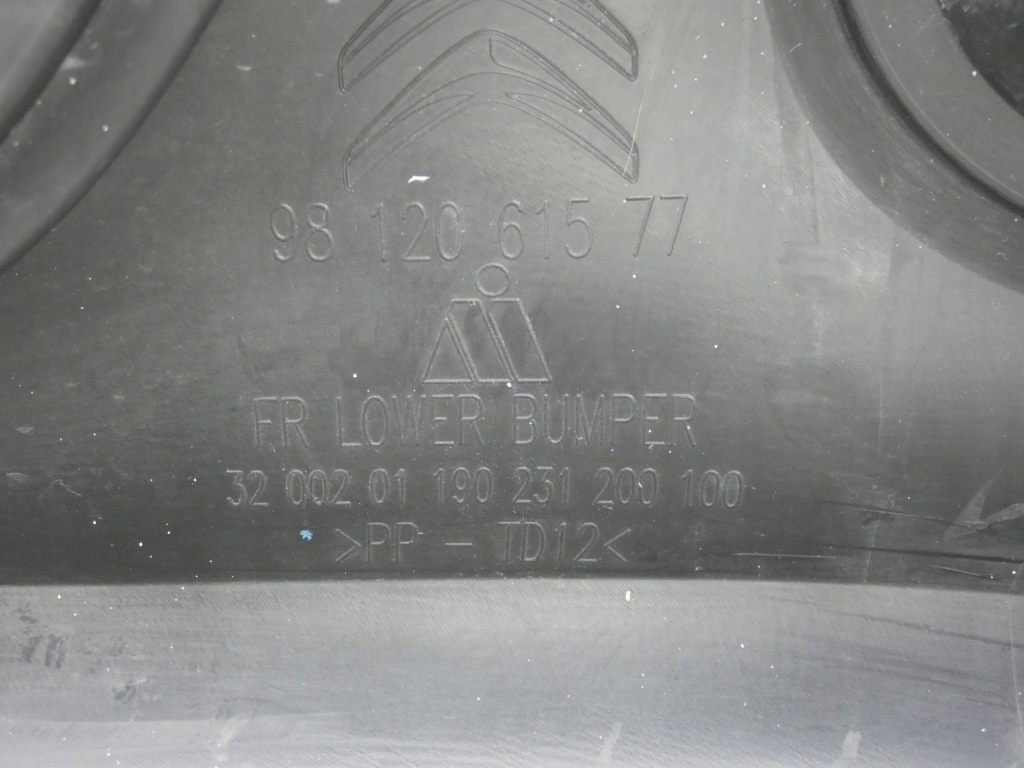 98 120 615 77
FR LOWER BUMPER
32 002 01 190 231 200 100
>PP - TD12<